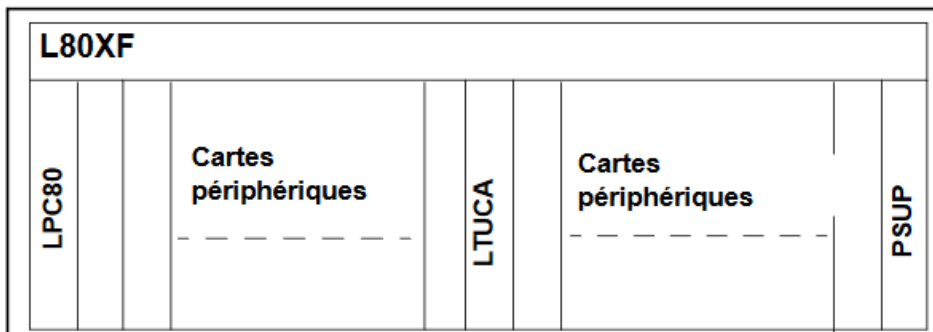 L80XF
LPC80
Cartes
périphériques
LTUCA
Cartes
périphériques
PSUP